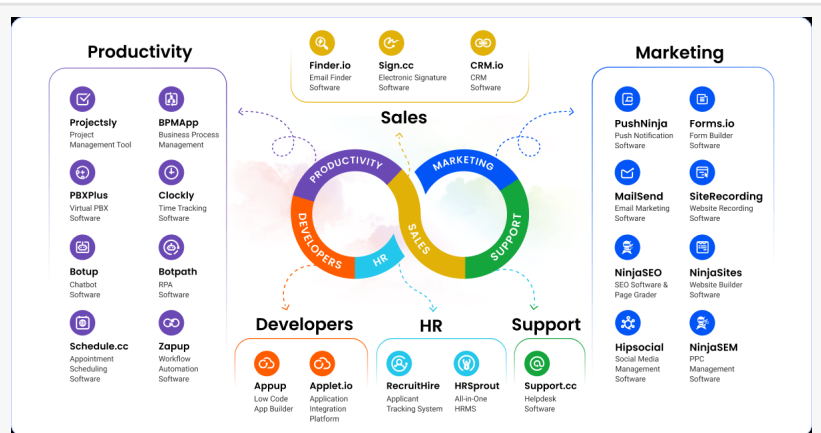 Productivity
Projectsly
Project
Management Tool
BPMApp
Business Process
Management
PBXPlus
Virtual PBX
Software
Clockly
Time Tracking
Software
Botup
Chatbot
Software
Botpath
RPA
Software
Schedule.cc
Appointment
Scheduling
Software
Zapup
Workflow
Automation
Software
Finder.io
Email Finder
Software
Sign.cc
Electronic Signature
Software
CRM.io
CRM
Software
Sales
PRODUCTIVITY
MARKETING
DEVELOPERS
HR
SALES
SUPPORT
Marketing
PushNinja
Push Notification
Software
Forms.io
Form Builder
Software
MailSend
Email Marketing
Software
SiteRecording
Website Recording
Software
NinjaSEO
SEO Software &
Page Grader
NinjaSites
Website Builder
Software
Hipsocial
Social Media
Management
Software
NinjaSEM
PPC
Management
Software
Developers
Appup
Low Code
App Builder
Applet.io
Application
Integration
Platform
HR
RecruitHire
Applicant
Tracking System
HRSprout
All-in-One
HRMS
Support
Support.cc
Helpdesk
Software